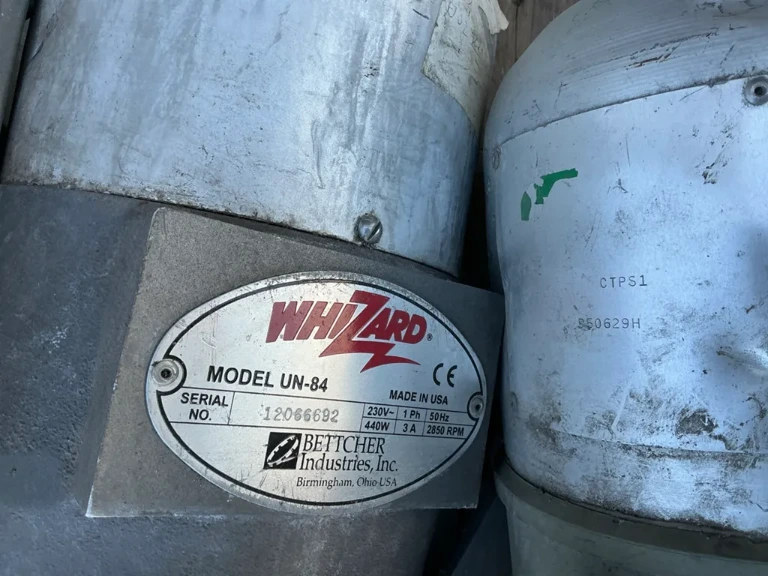 WHIZARD®
MODEL UN-84
CE
MADE IN USA
SERIAL NO.
12066692
230V~ 1 Ph 50Hz
440W 3 A 2850 RPM
BETTCHER
Industries, Inc.
Birmingham, Ohio USA
CTPS1